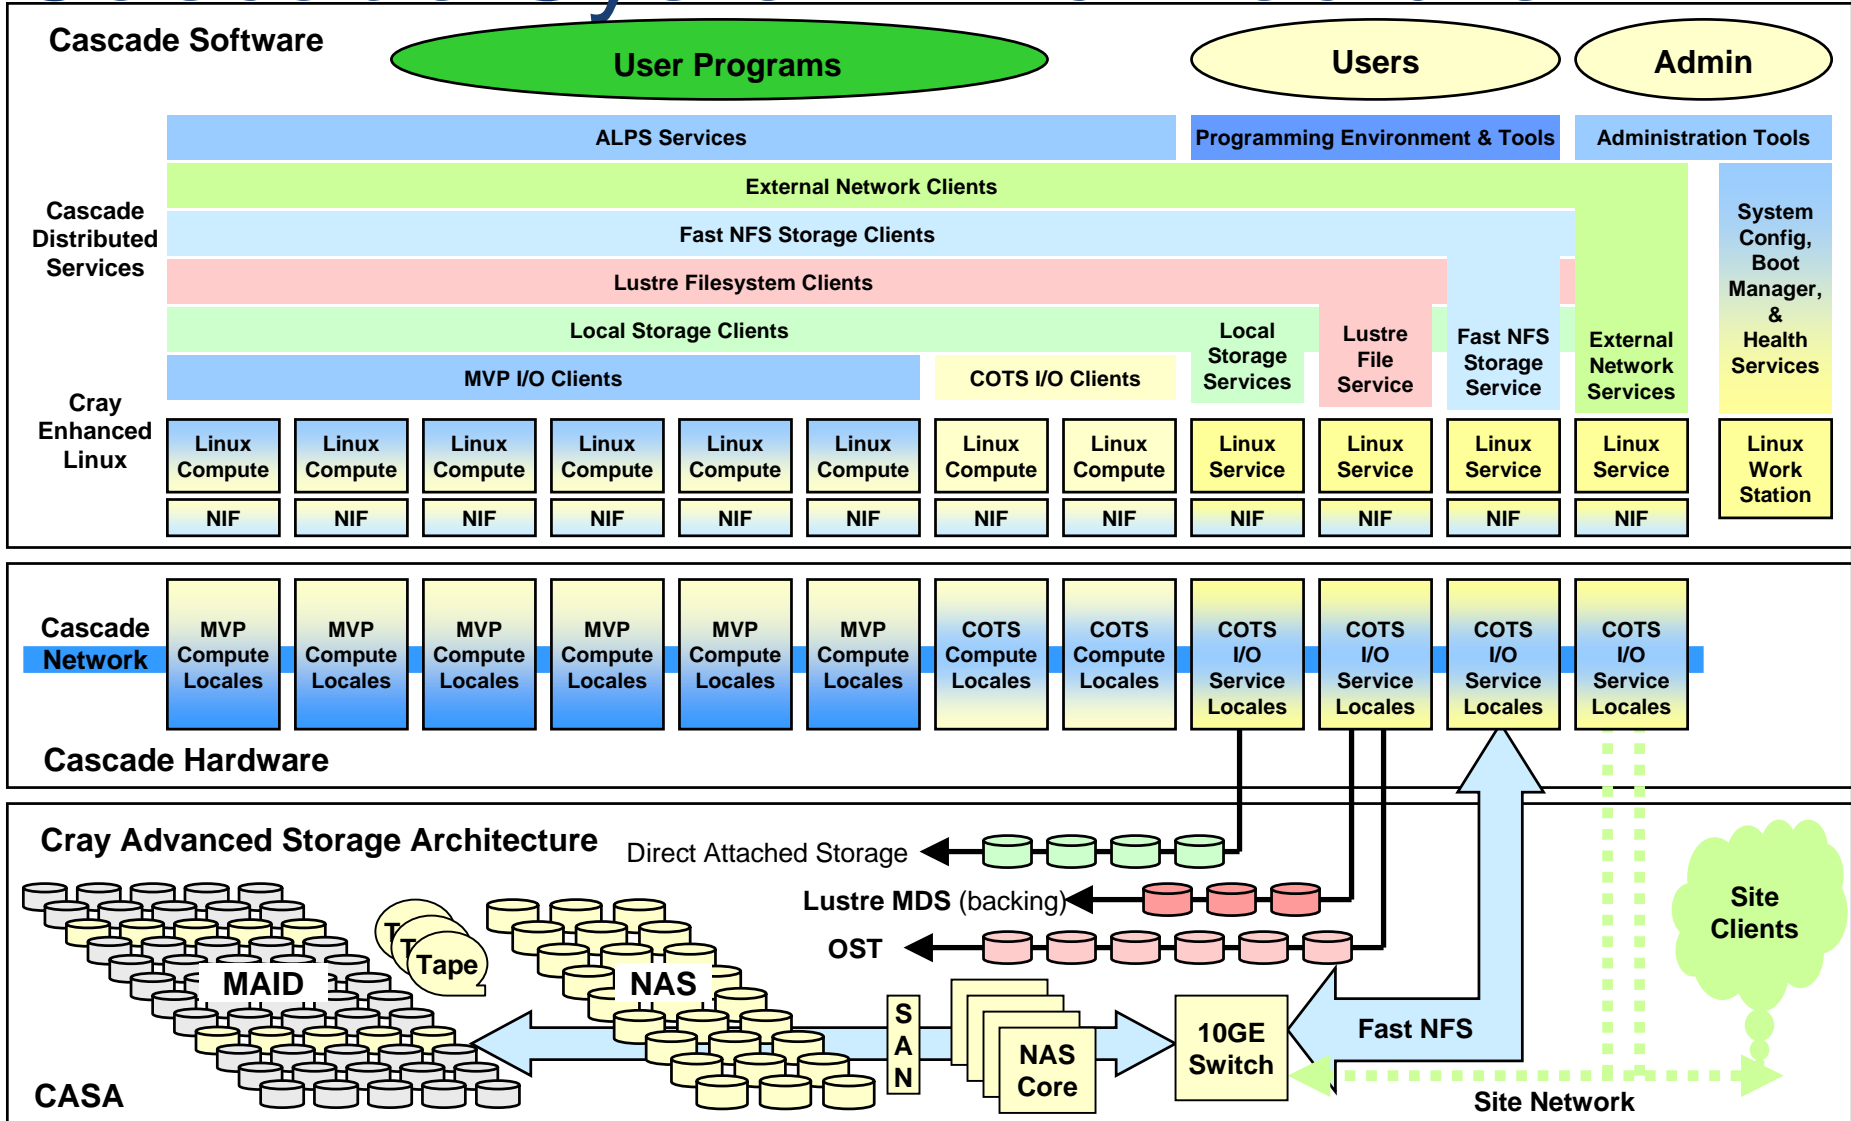 Cascade Software
User Programs
Users
Admin
ALPS Services
Programming Environment & Tools
Administration Tools
External Network Clients
Cascade
Distributed
Services
Fast NFS Storage Clients
Lustre Filesystem Clients
Local Storage Clients
Local
Storage
Services
Lustre
File
Service
Fast NFS
Storage
Service
External
Network
Services
System
Config,
Boot
Manager,
&
Health
Services
MVP I/O Clients
COTS I/O Clients
Cray
Enhanced
Linux
Linux
Compute
Linux
Compute
Linux
Compute
Linux
Compute
Linux
Compute
Linux
Compute
Linux
Compute
Linux
Compute
Linux
Service
Linux
Service
Linux
Service
Linux
Service
Linux
Work
Station
NIF
NIF
NIF
NIF
NIF
NIF
NIF
NIF
NIF
NIF
NIF
NIF
Cascade
Network
MVP
Compute
Locales
MVP
Compute
Locales
MVP
Compute
Locales
MVP
Compute
Locales
MVP
Compute
Locales
MVP
Compute
Locales
COTS
Compute
Locales
COTS
Compute
Locales
COTS
I/O
Service
Locales
COTS
I/O
Service
Locales
COTS
I/O
Service
Locales
COTS
I/O
Service
Locales
Cascade Hardware
Cray Advanced Storage Architecture
Direct Attached Storage
Lustre MDS (backing)
OST
Site
Clients
MAID
T
T
Tape
NAS
SAN
NAS
Core
10GE
Switch
Fast NFS
Site Network
CASA